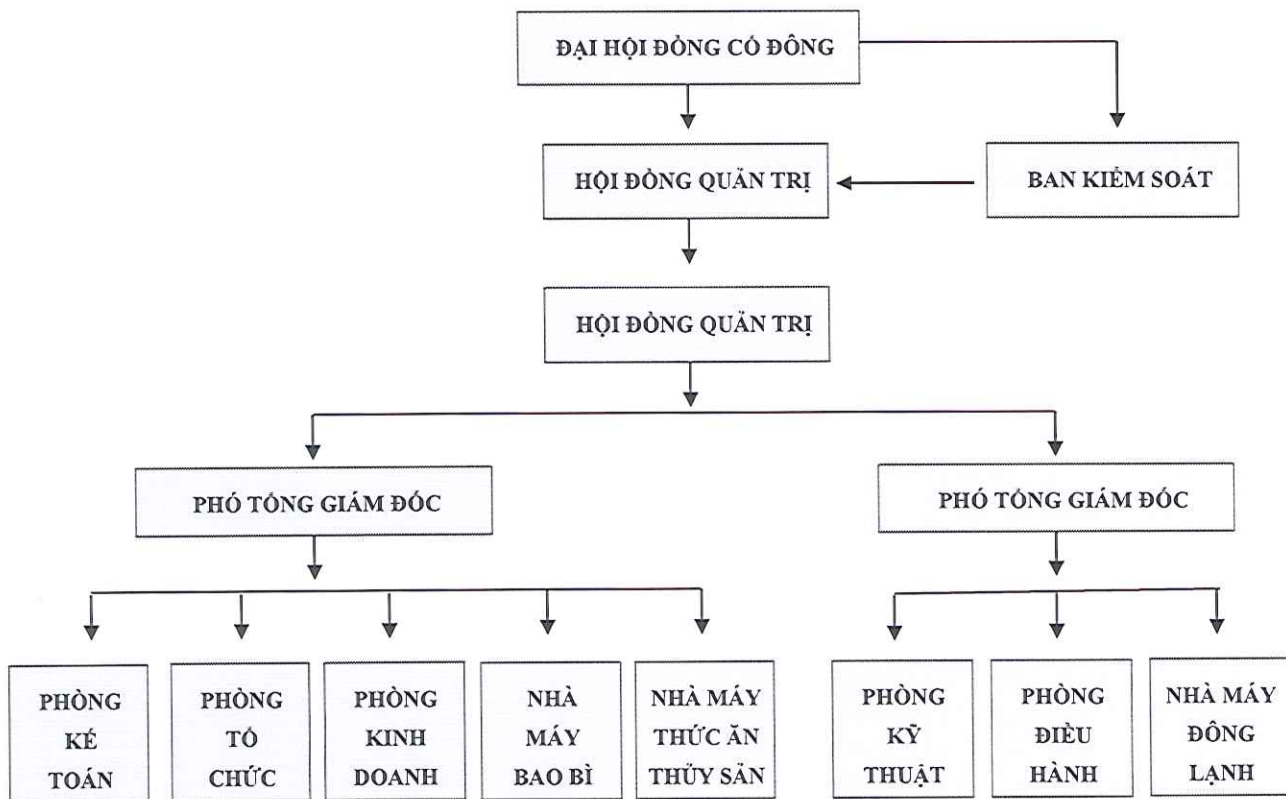 ĐẠI HỘI ĐỒNG CỔ ĐÔNG
HỘI ĐỒNG QUẢN TRỊ
BAN KIỂM SOÁT
HỘI ĐỒNG QUẢN TRỊ
PHÓ TỔNG GIÁM ĐỐC
PHÓ TỔNG GIÁM ĐỐC
PHÒNG
KẾ
TOÁN
PHÒNG
TỔ
CHỨC
PHÒNG
KINH
DOANH
NHÀ
MÁY
BAO BÌ
NHÀ MÁY
THỨC ĂN
THỦY SẢN
PHÒNG
KỸ
THUẬT
PHÒNG
ĐIỀU
HÀNH
NHÀ MÁY
ĐÔNG
LẠNH